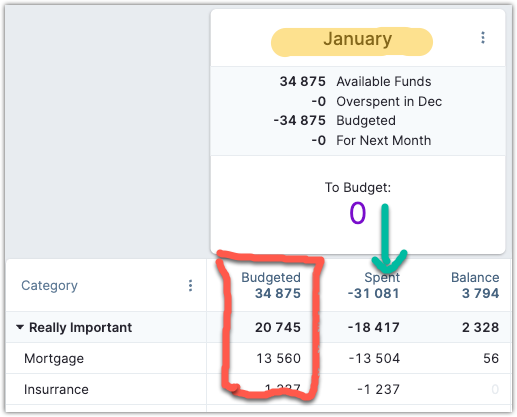 January
34 875 Available Funds
-0 Overspent in Dec
-34 875 Budgeted
-0 For Next Month
To Budget:
0
Category Budgeted Spent Balance
34 875 -31 081 3 794
Really Important 20 745 -18 417 2 328
Mortgage 13 560 -13 504 56
Insurrance 1 237 -1 237 0